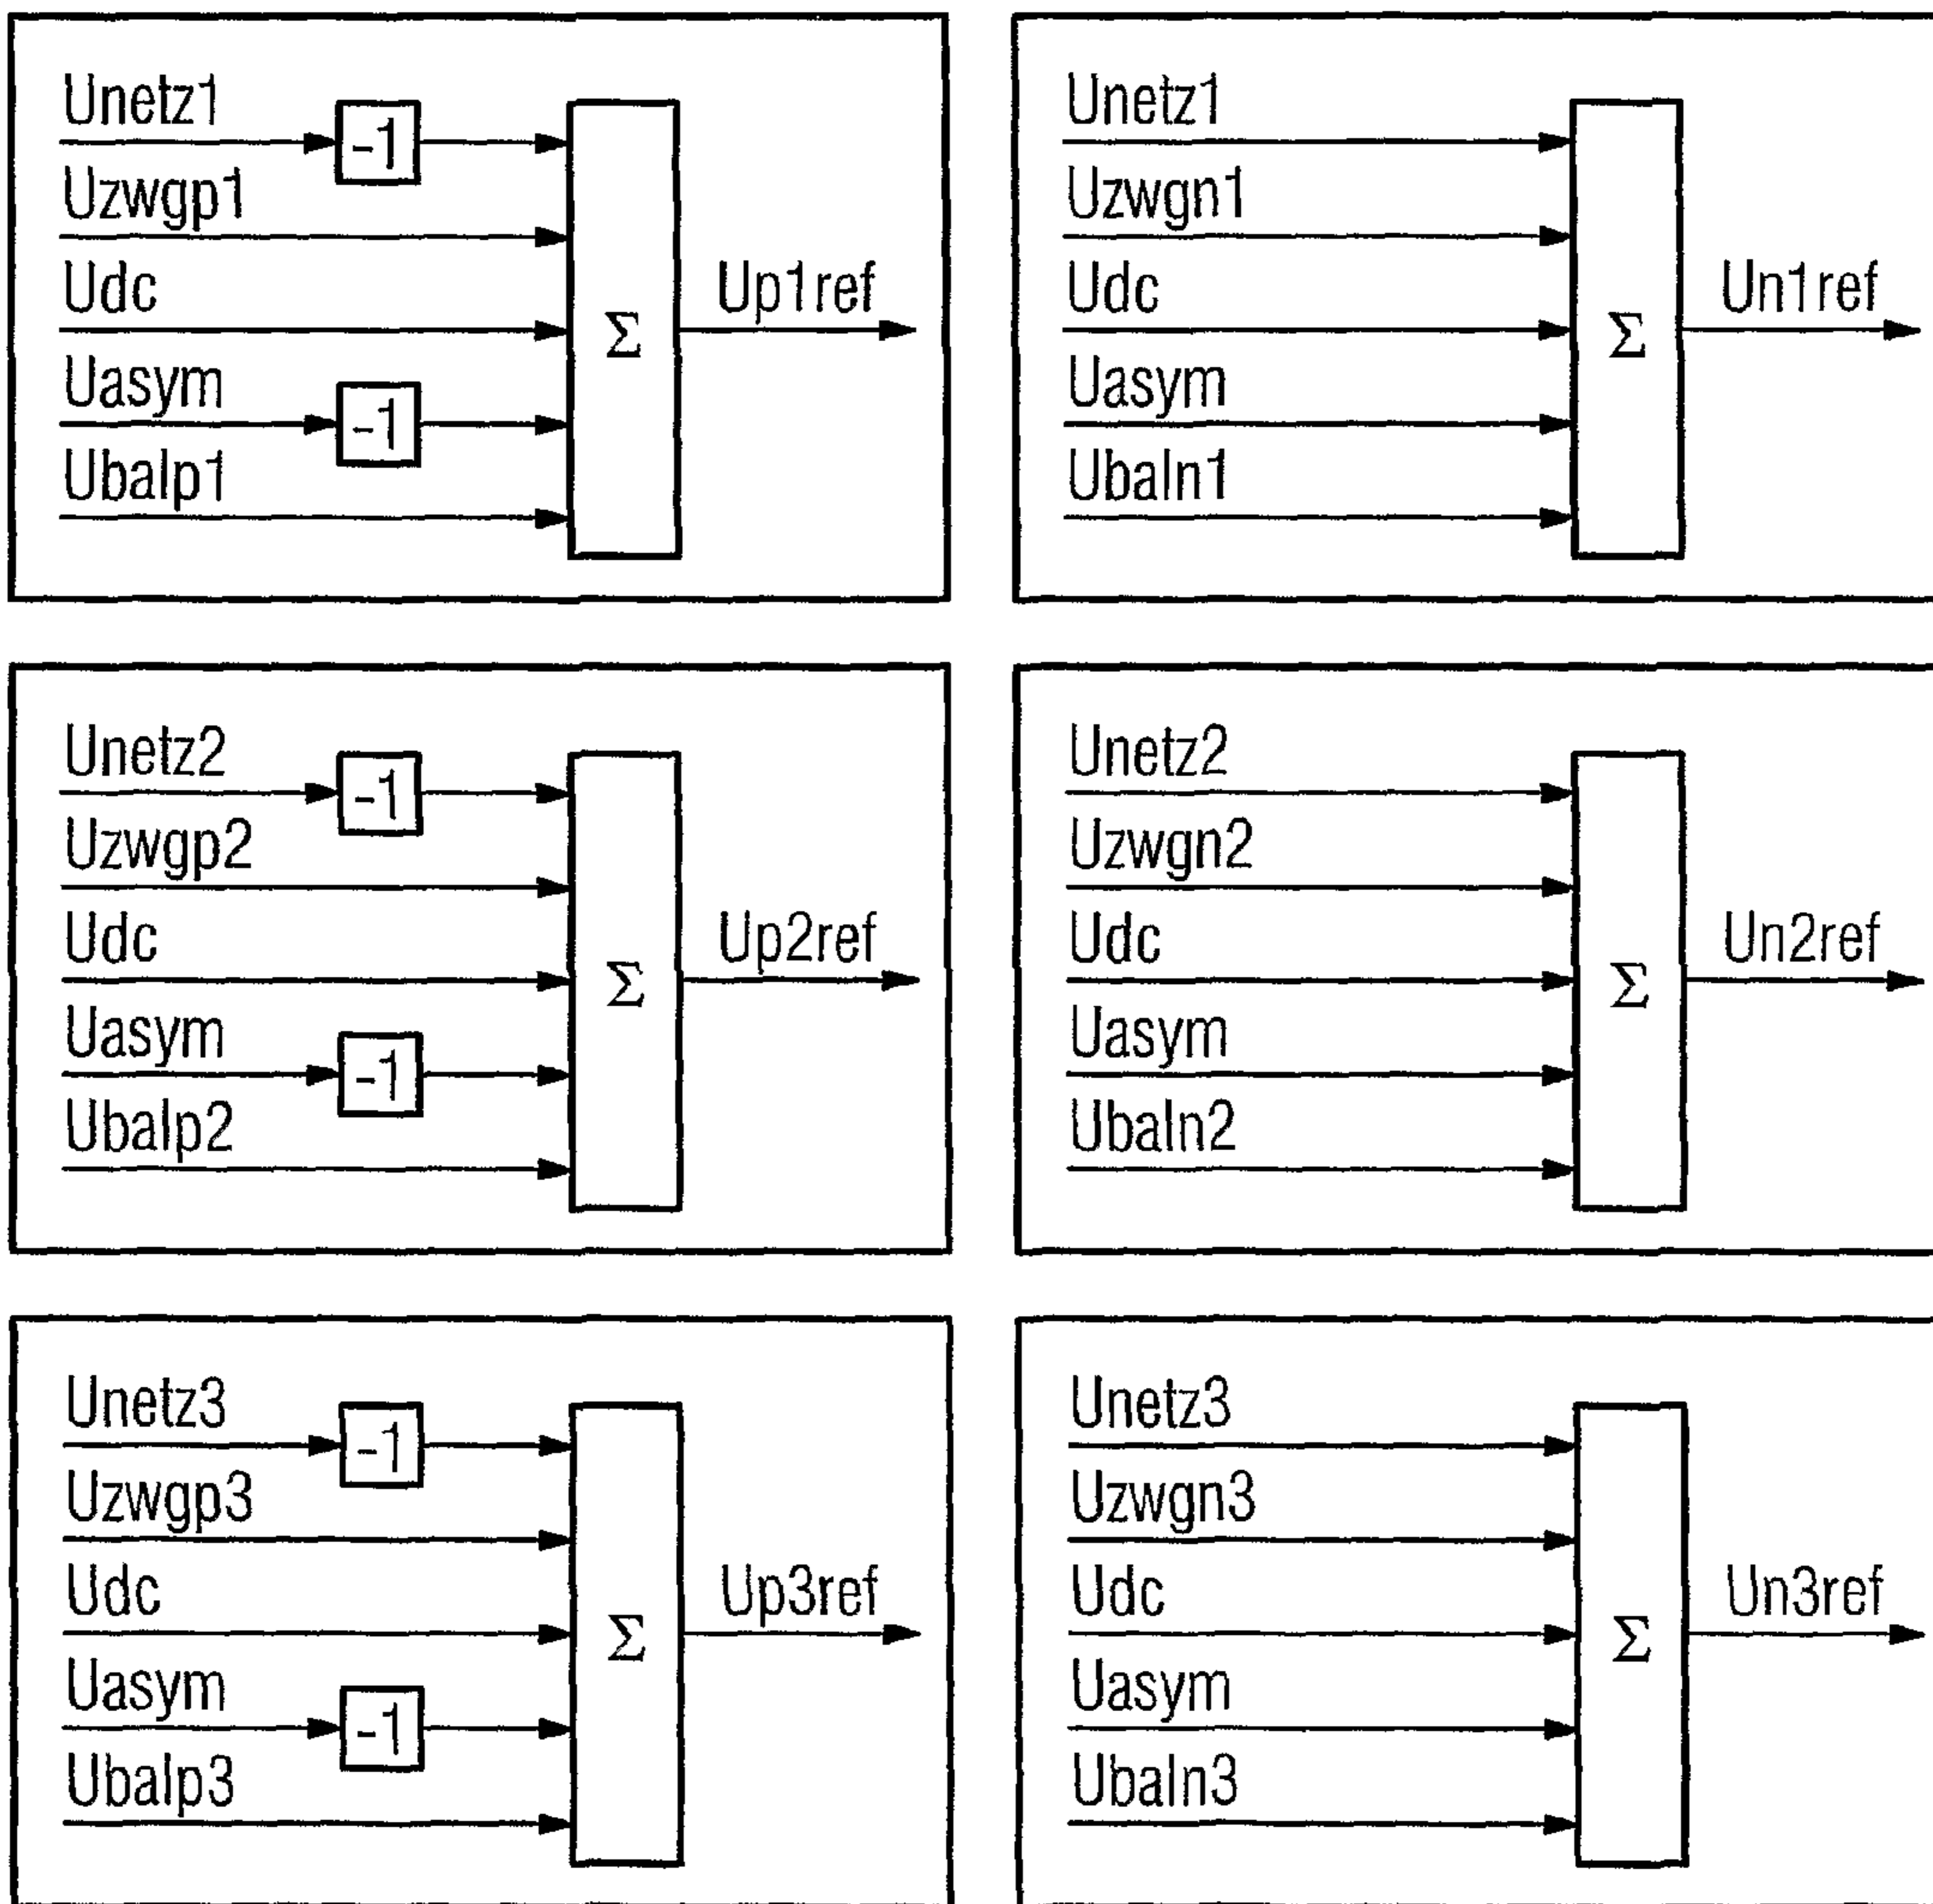 Unetz1
-1
Uzwgp1
Udc
Σ
Up1ref
Uasym
-1
Ubalp1
Unetz1
Uzwgn1
Udc
Σ
Un1ref
Uasym
Ubaln1
Unetz2
-1
Uzwgp2
Udc
Σ
Up2ref
Uasym
-1
Ubalp2
Unetz2
Uzwgn2
Udc
Σ
Un2ref
Uasym
Ubaln2
Unetz3
-1
Uzwgp3
Udc
Σ
Up3ref
Uasym
-1
Ubalp3
Unetz3
Uzwgn3
Udc
Σ
Un3ref
Uasym
Ubaln3